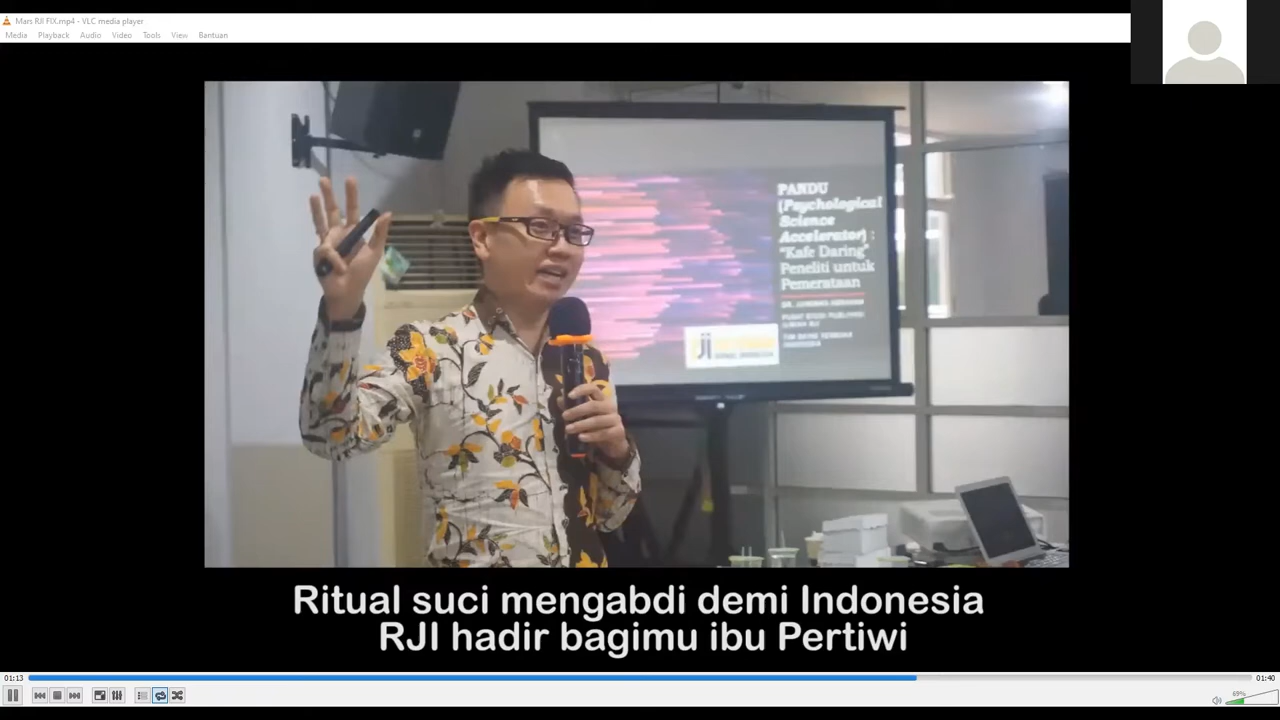 Mars RJI FIX.mp4 - VLC media player
Media Playback Audio Video Tools View Bantuan
PANDU
(Psychological
Science
Accelerator) :
"Kafe Daring"
Peneliti untuk
Pemerataan
Ritual suci mengabdi demi Indonesia
RJI hadir bagimu ibu Pertiwi
01:13
01:40
69%